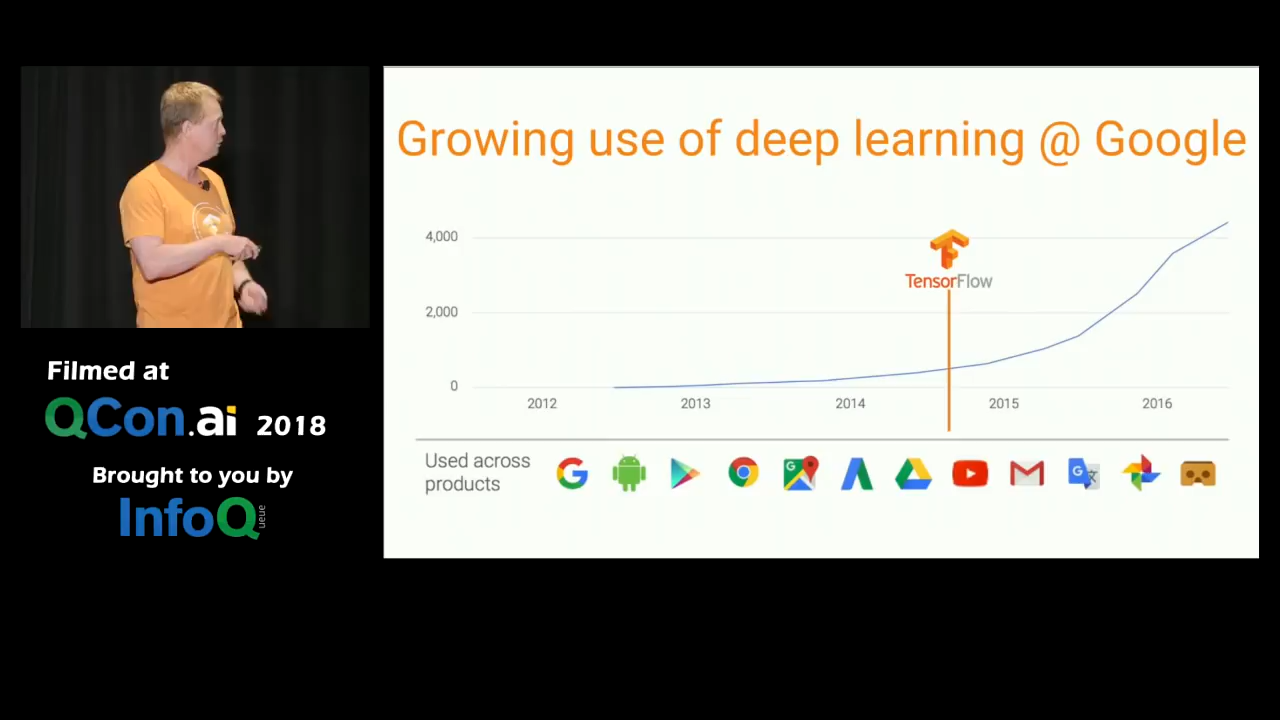 Growing use of deep learning @ Google
4,000
TensorFlow
2,000
0
2012 2013 2014 2015 2016
Used across
products
Filmed at
QCon.ai 2018
Brought to you by
InfoQ
ueue